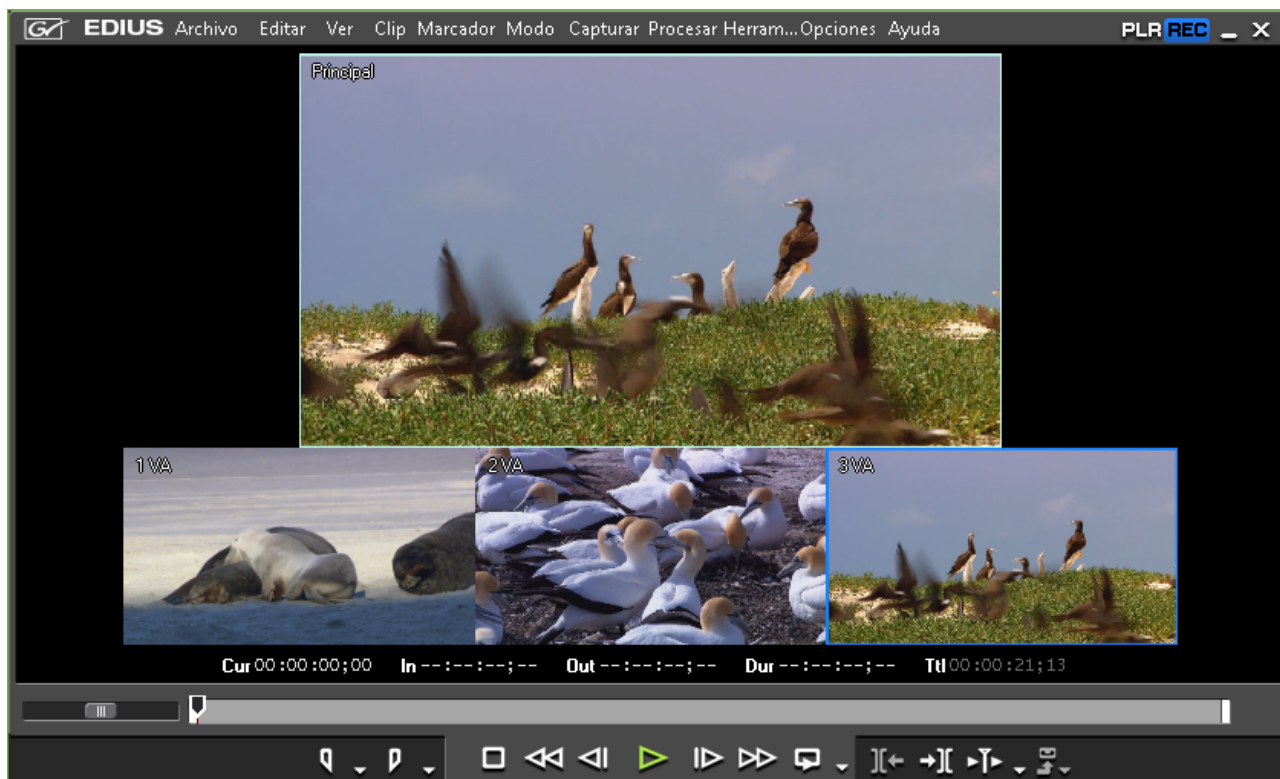 GV EDIUS Archivo Editar Ver Clip Marcador Modo Capturar Procesar Herram... Opciones Ayuda PLR REC
Principal
1 VA 2 VA 3 VA
Cur 00:00:00;00 In --:--:--;-- Out --:--:--;-- Dur --:--:--;-- Ttl 00:00:21;13